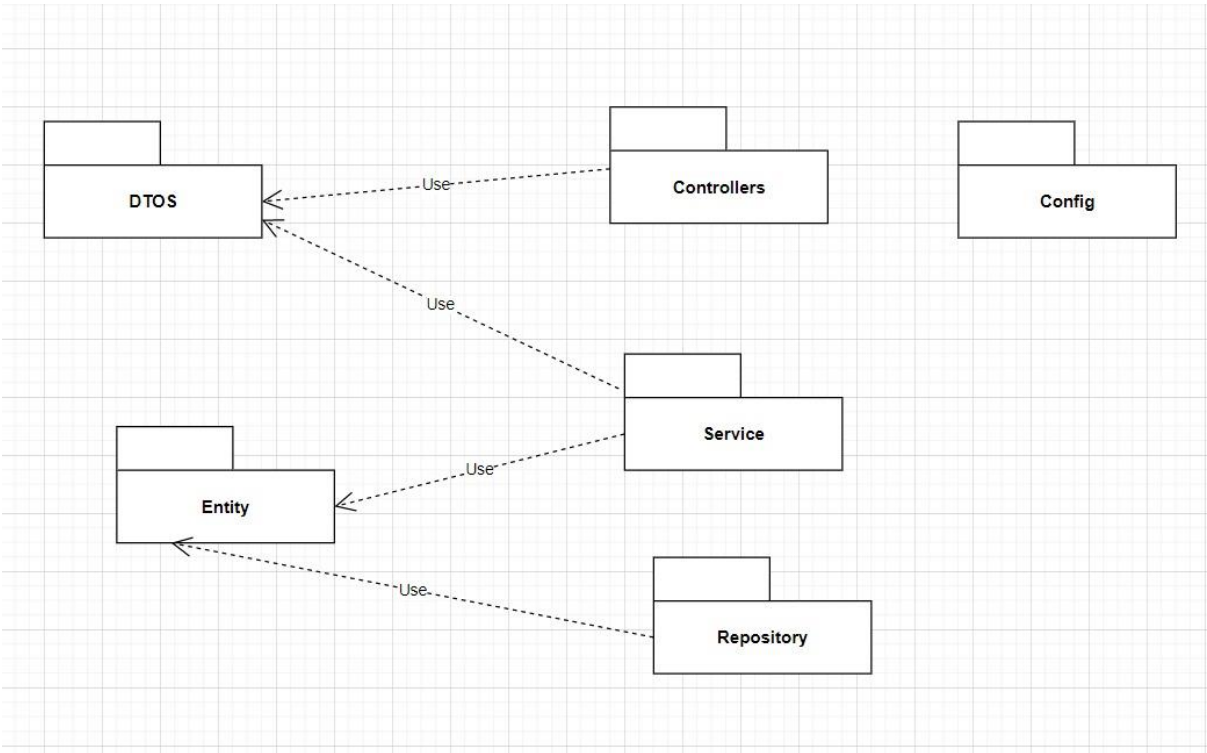 DTOS
Use
Controllers
Config
Use
Service
Use
Entity
Use
Repository